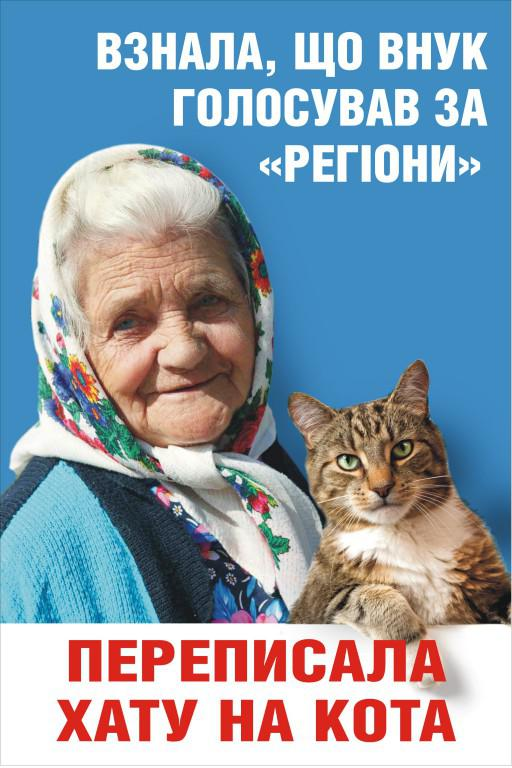 ВЗНАЛА, ЩО ВНУК
ГОЛОСУВАВ ЗА
«РЕГІОНИ»
ПЕРЕПИСАЛА
ХАТУ НА КОТА